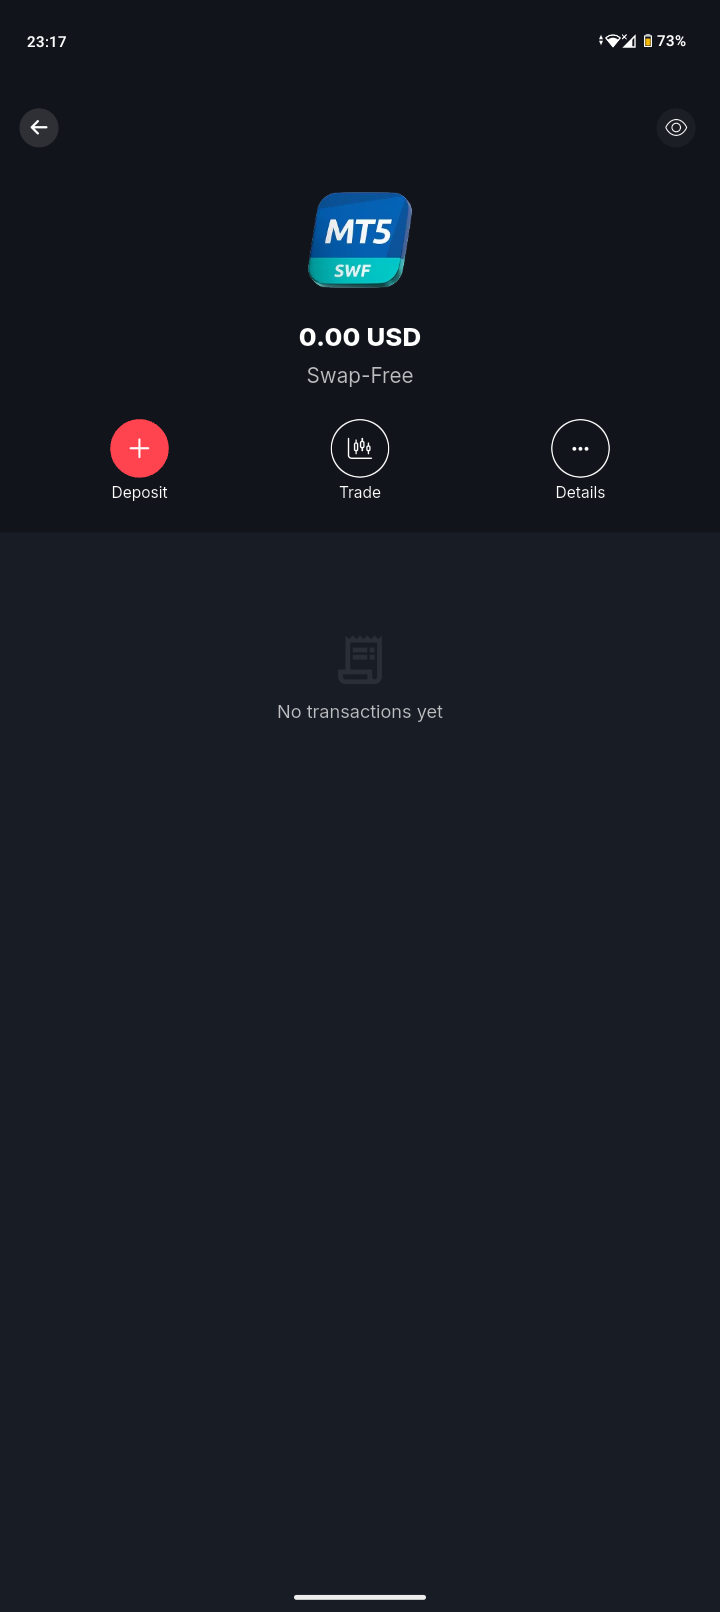 23:17
73%
MT5
SWF
0.00 USD
Swap-Free
Deposit
Trade
Details
No transactions yet